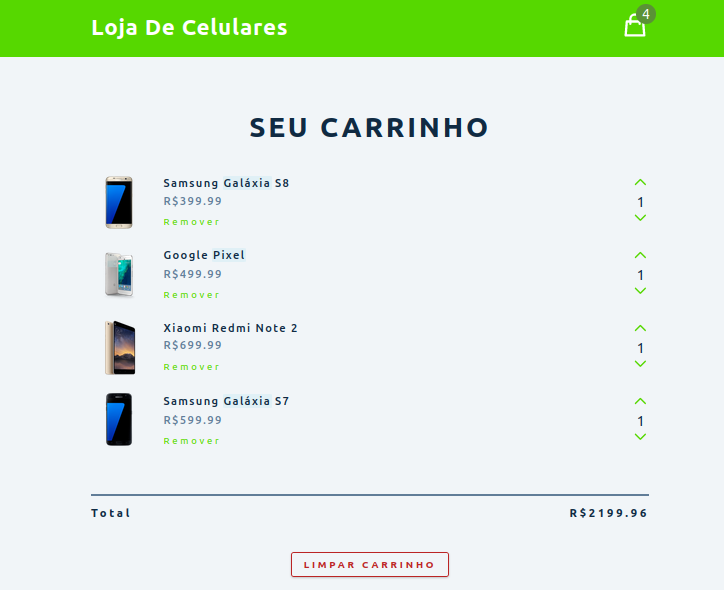 Loja De Celulares
4
SEU CARRINHO
Samsung Galáxia S8
R$399.99
1
Remover
Google Pixel
R$499.99
1
Remover
Xiaomi Redmi Note 2
R$699.99
1
Remover
Samsung Galáxia S7
R$599.99
1
Remover
Total R$2199.96
LIMPAR CARRINHO